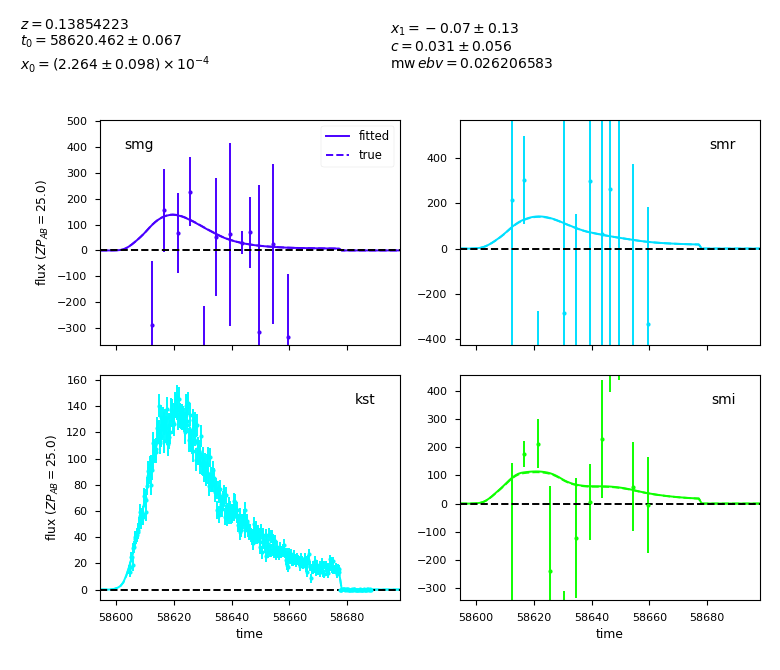 z = 0.13854223
t₀ = 58620.462 ± 0.067
x₀ = (2.264 ± 0.098) × 10⁻⁴
x₁ = −0.07 ± 0.13
c = 0.031 ± 0.056
mw ebv = 0.026206583
smg
fitted
true
500
400
300
200
100
0
−100
−200
−300
flux (ZP_AB = 25.0)
smr
400
200
0
−200
−400
kst
160
140
120
100
80
60
40
20
0
flux (ZP_AB = 25.0)
58600 58620 58640 58660 58680
time
smi
400
300
200
100
0
−100
−200
−300
58600 58620 58640 58660 58680
time